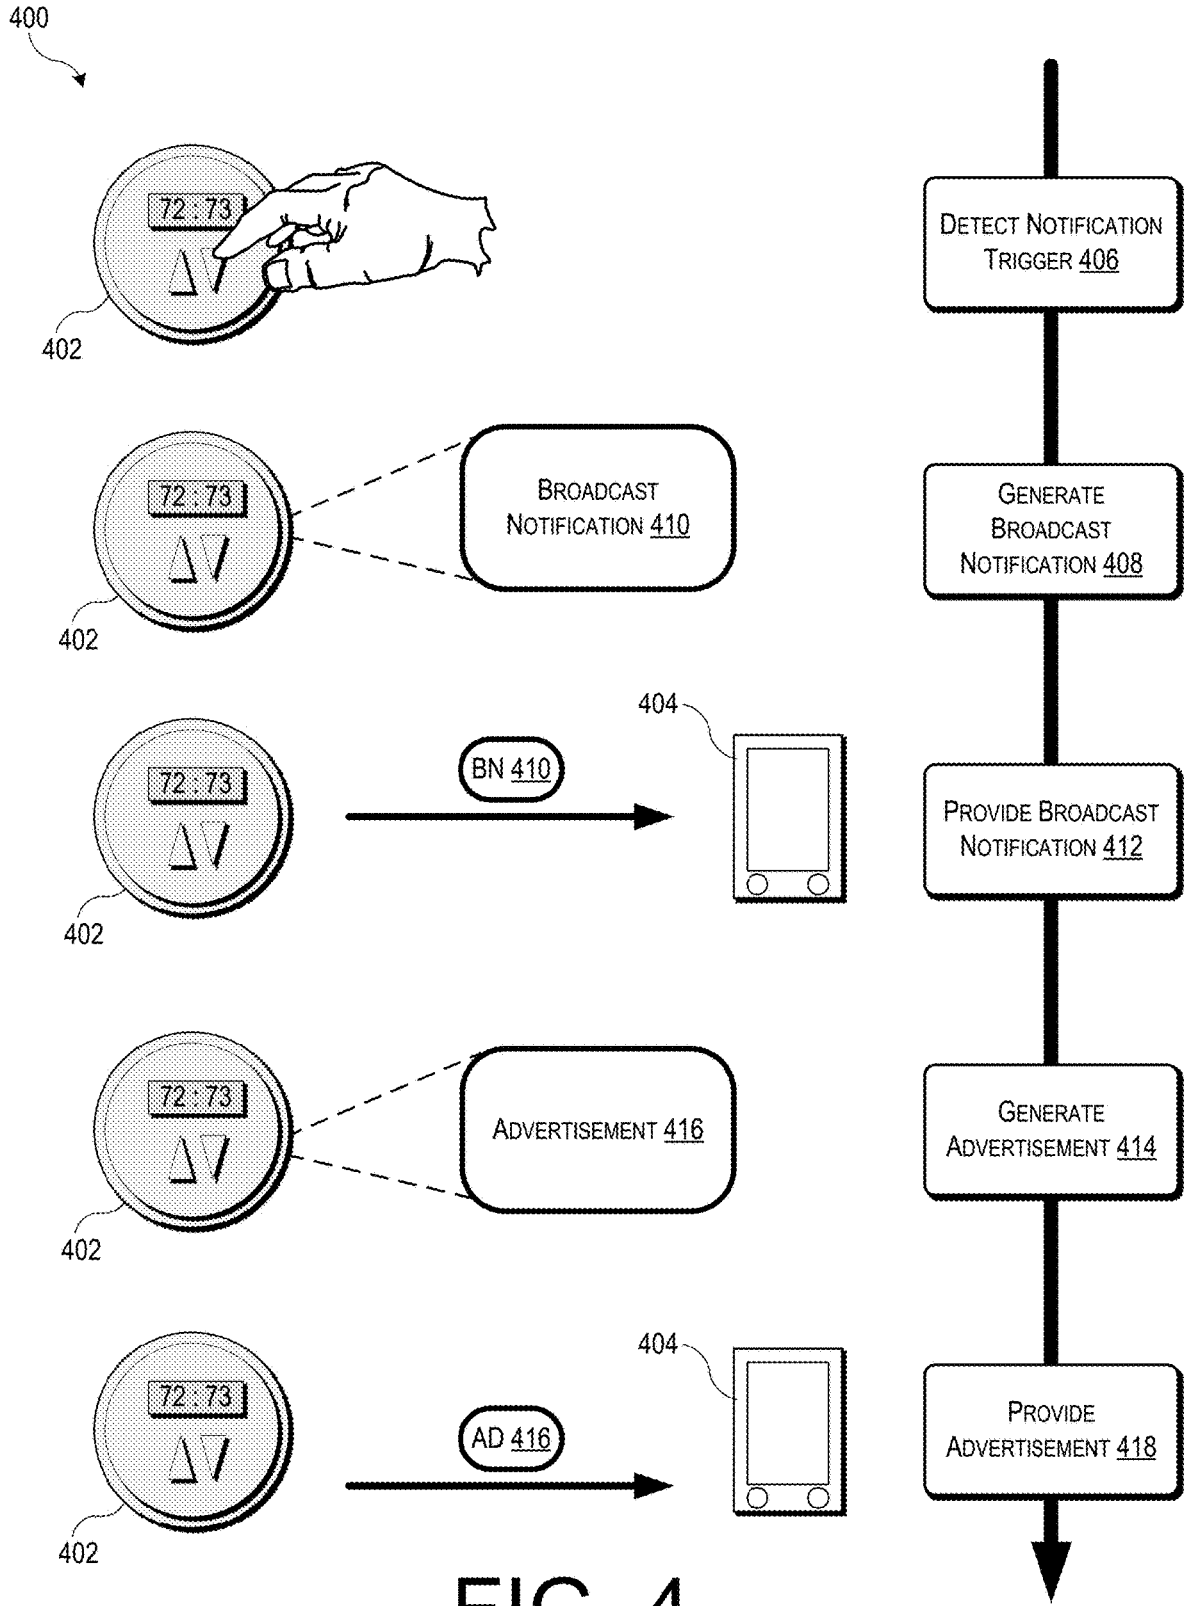 400
72 : 73
402
DETECT NOTIFICATION
TRIGGER 406
72 : 73
402
BROADCAST
NOTIFICATION 410
GENERATE
BROADCAST
NOTIFICATION 408
72 : 73
402
BN 410
404
PROVIDE BROADCAST
NOTIFICATION 412
72 : 73
402
ADVERTISEMENT 416
GENERATE
ADVERTISEMENT 414
72 : 73
402
AD 416
404
PROVIDE
ADVERTISEMENT 418
FIG. 4